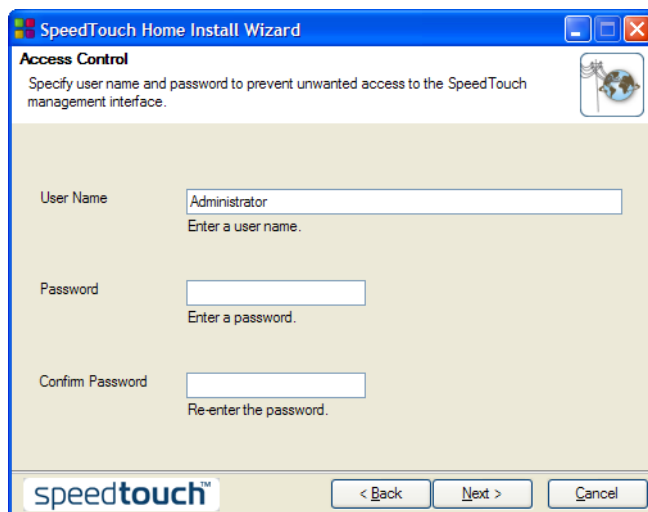 SpeedTouch Home Install Wizard
Access Control
Specify user name and password to prevent unwanted access to the SpeedTouch
management interface.
User Name
Administrator
Enter a user name.
Password
Enter a password.
Confirm Password
Re-enter the password.
speedtouch™
< Back
Next >
Cancel